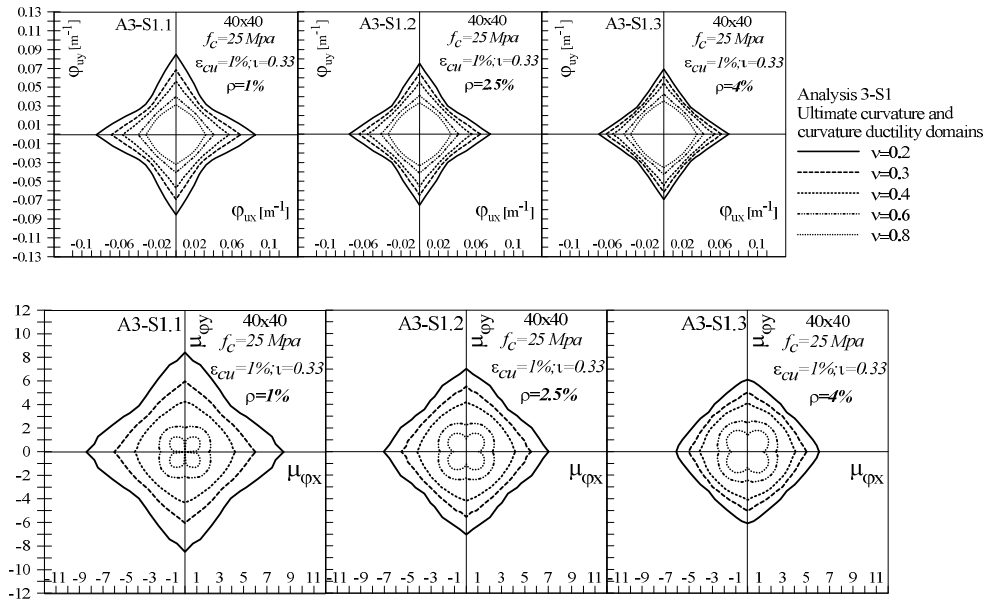 0.13
0.11
0.09
0.07
0.05
0.03
0.01
-0.01
-0.03
-0.05
-0.07
-0.09
-0.11
-0.13
φuy [m-1]
A3-S1.1
40x40
fc=25 Mpa
εcu=1%;ι=0.33
ρ=1%
φux [m-1]
-0.1 -0.06 -0.02 0.02 0.06 0.1
φuy [m-1]
A3-S1.2
40x40
fc=25 Mpa
εcu=1%;ι=0.33
ρ=2.5%
φux [m-1]
-0.1 -0.06 -0.02 0.02 0.06 0.1
φuy [m-1]
A3-S1.3
40x40
fc=25 Mpa
εcu=1%;ι=0.33
ρ=4%
φux [m-1]
-0.1 -0.06 -0.02 0.02 0.06 0.1
Analysis 3-S1
Ultimate curvature and
curvature ductility domains
ν=0.2
ν=0.3
ν=0.4
ν=0.6
ν=0.8
12
10
8
6
4
2
0
-2
-4
-6
-8
-10
-12
A3-S1.1
μφy
40x40
fc=25 Mpa
εcu=1%;ι=0.33
ρ=1%
μφx
-11 -9 -7 -5 -3 -1 1 3 5 7 9 11
A3-S1.2
μφy
40x40
fc=25 Mpa
εcu=1%;ι=0.33
ρ=2.5%
μφx
-11 -9 -7 -5 -3 -1 1 3 5 7 9 11
A3-S1.3
μφy
40x40
fc=25 Mpa
εcu=1%;ι=0.33
ρ=4%
μφx
-11 -9 -7 -5 -3 -1 1 3 5 7 9 11